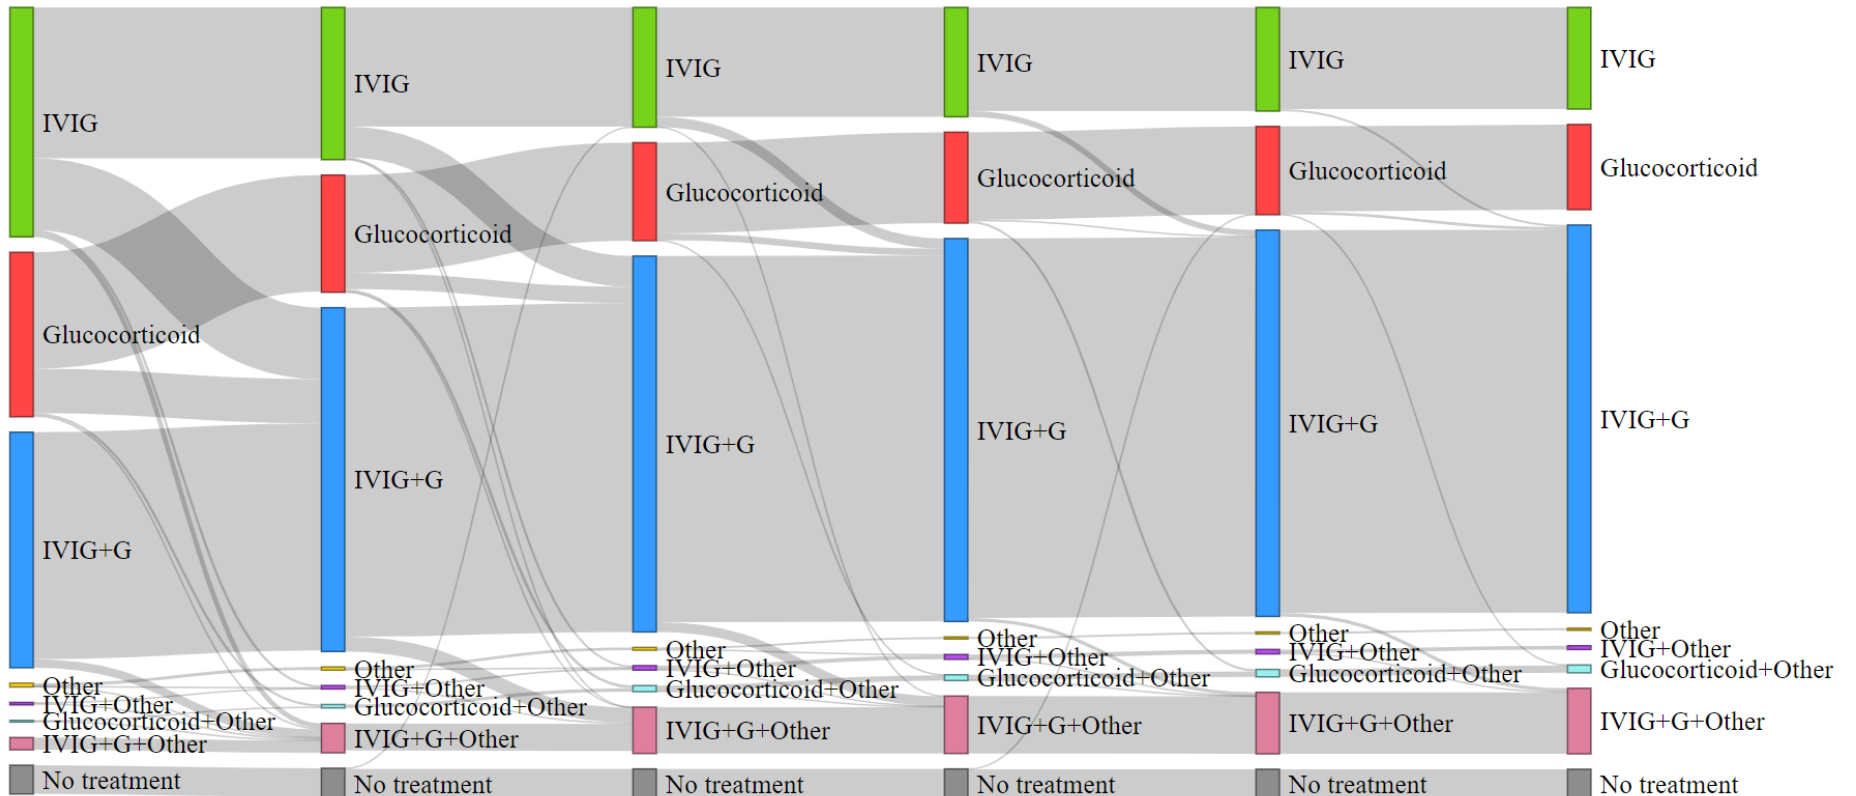 IVIG
Glucocorticoid
IVIG+G
Other
IVIG+Other
Glucocorticoid+Other
IVIG+G+Other
No treatment
IVIG
Glucocorticoid
IVIG+G
Other
IVIG+Other
Glucocorticoid+Other
IVIG+G+Other
No treatment
IVIG
Glucocorticoid
IVIG+G
Other
IVIG+Other
Glucocorticoid+Other
IVIG+G+Other
No treatment
IVIG
Glucocorticoid
IVIG+G
Other
IVIG+Other
Glucocorticoid+Other
IVIG+G+Other
No treatment
IVIG
Glucocorticoid
IVIG+G
Other
IVIG+Other
Glucocorticoid+Other
IVIG+G+Other
No treatment
IVIG
Glucocorticoid
IVIG+G
Other
IVIG+Other
Glucocorticoid+Other
IVIG+G+Other
No treatment